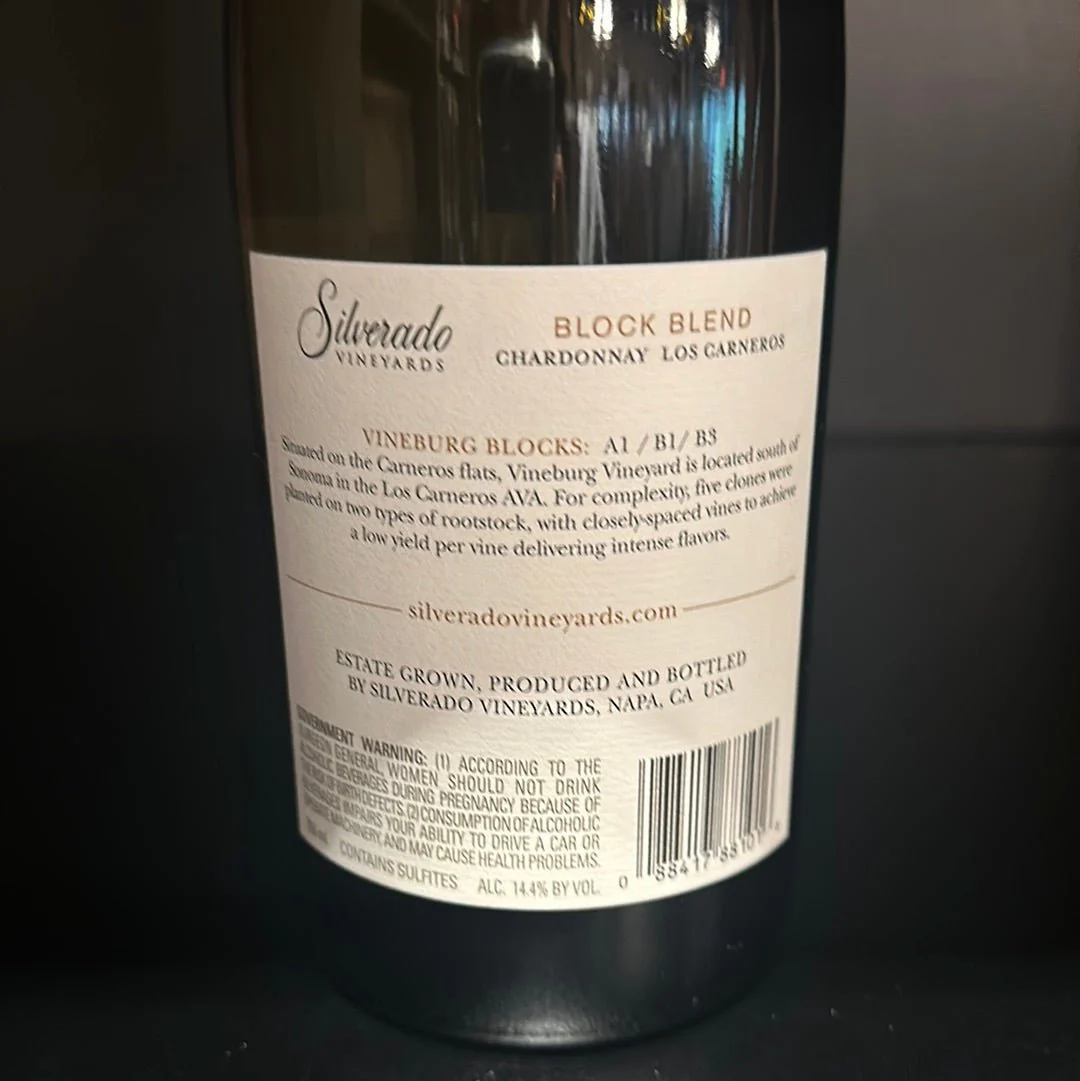 Silverado
VINEYARDS
BLOCK BLEND
CHARDONNAY LOS CARNEROS
VINEBURG BLOCKS: A1 / B1 / B3
Situated on the Carneros flats, Vineburg Vineyard is located south of
Sonoma in the Los Carneros AVA. For complexity, five clones were
planted on two types of rootstock, with closely-spaced vines to achieve
a low yield per vine delivering intense flavors.
silveradovineyards.com
ESTATE GROWN, PRODUCED AND BOTTLED
BY SILVERADO VINEYARDS, NAPA, CA USA
GOVERNMENT WARNING: (1) ACCORDING TO THE
SURGEON GENERAL, WOMEN SHOULD NOT DRINK
ALCOHOLIC BEVERAGES DURING PREGNANCY BECAUSE OF
THE RISK OF BIRTH DEFECTS. (2) CONSUMPTION OF ALCOHOLIC
BEVERAGES IMPAIRS YOUR ABILITY TO DRIVE A CAR OR
MACHINERY, AND MAY CAUSE HEALTH PROBLEMS.
CONTAINS SULFITES ALC. 14.4% BY VOL.
0 88417 88101